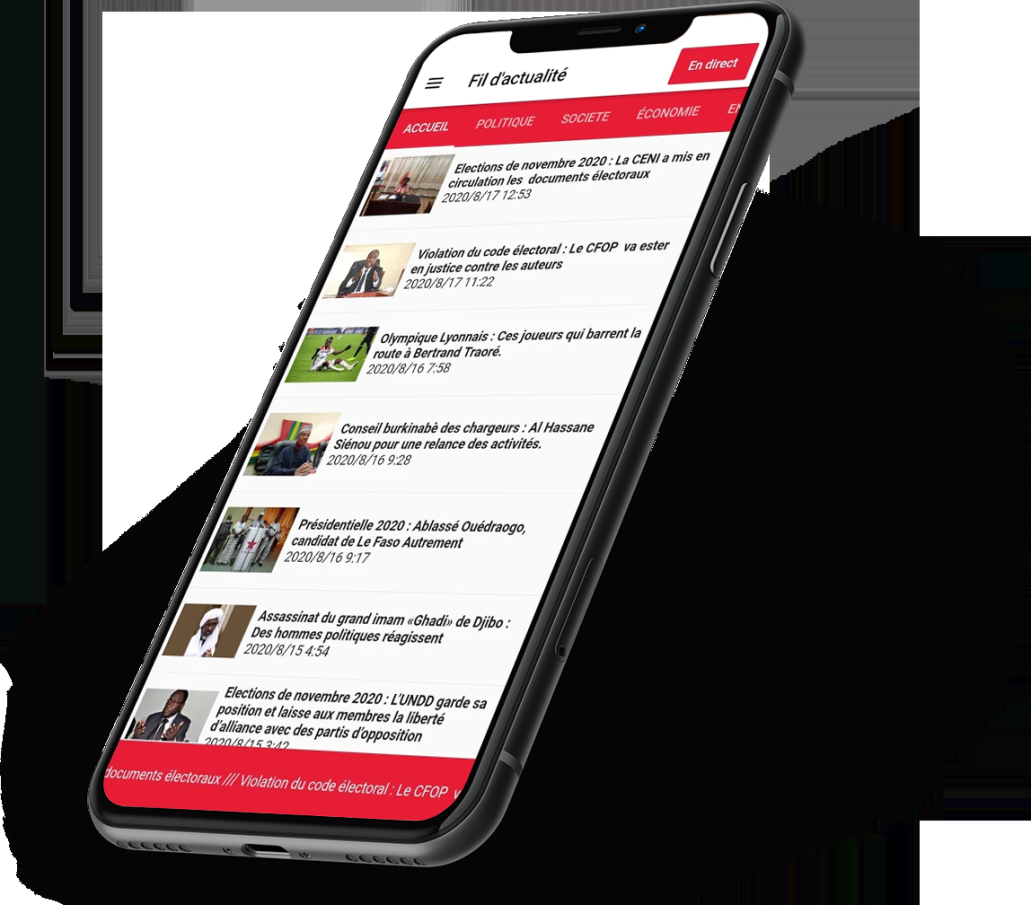 Fil d'actualité
En direct
ACCUEIL POLITIQUE SOCIETE ÉCONOMIE
Elections de novembre 2020 : La CENI a mis en
circulation les documents électoraux
2020/8/17 12:53
Violation du code électoral : Le CFOP va ester
en justice contre les auteurs
2020/8/17 11:22
Olympique Lyonnais : Ces joueurs qui barrent la
route à Bertrand Traoré.
2020/8/16 7:58
Conseil burkinabè des chargeurs : Al Hassane
Siénou pour une relance des activités.
2020/8/16 9:28
Présidentielle 2020 : Ablassé Ouédraogo,
candidat de Le Faso Autrement
2020/8/16 9:17
Assassinat du grand imam «Ghadi» de Djibo :
Des hommes politiques réagissent
2020/8/15 4:54
Elections de novembre 2020 : L'UNDD garde sa
position et laisse aux membres la liberté
d'alliance avec des partis d'opposition
2020/8/15 3:42
documents électoraux /// Violation du code électoral : Le CFOP